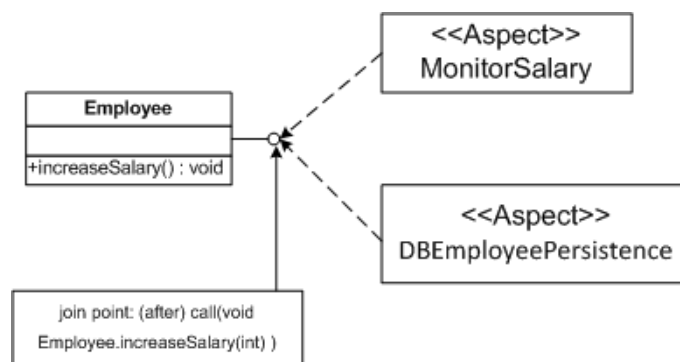 <<Aspect>>
MonitorSalary
Employee
+increaseSalary() : void
<<Aspect>>
DBEmployeePersistence
join point: (after) call(void
Employee.increaseSalary(int) )